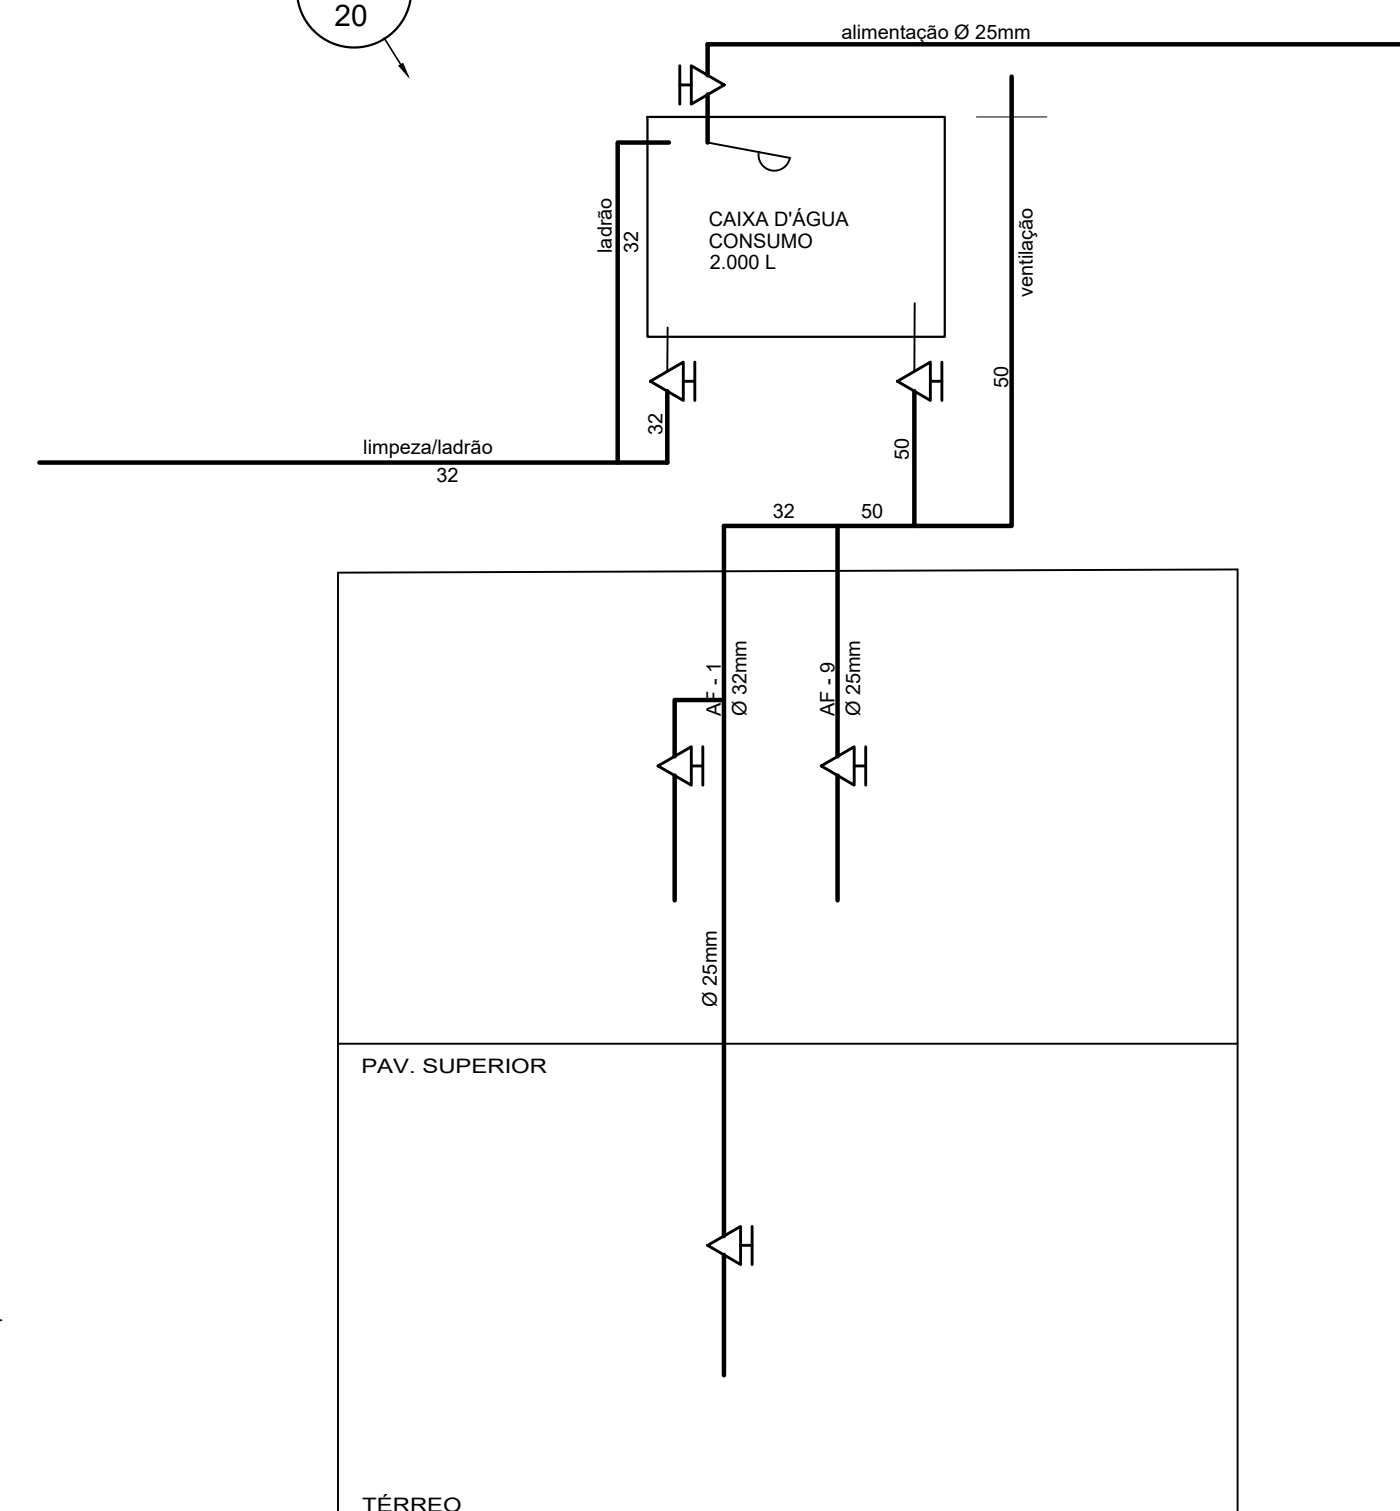 20
alimentação Ø 25mm
ladrão
32
CAIXA D'ÁGUA
CONSUMO
2.000 L
ventilação
50
32
50
limpeza/ladrão
32
32
50
AF - 1
Ø 32mm
AF - 9
Ø 25mm
Ø 25mm
PAV. SUPERIOR
TÉRREO